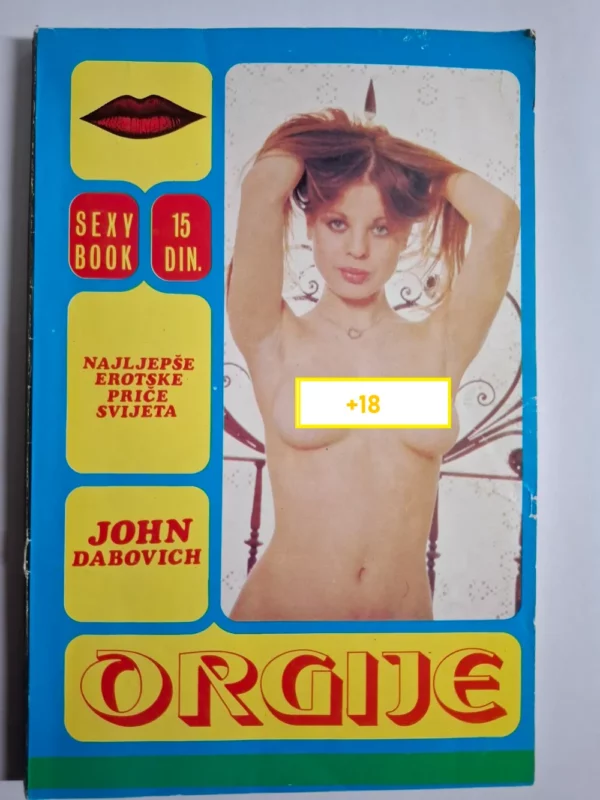 SEXY
BOOK
15
DIN.
NAJLJEPŠE
EROTSKE
PRIČE
SVIJETA
+18
JOHN
DABOVICH
ORGIJE